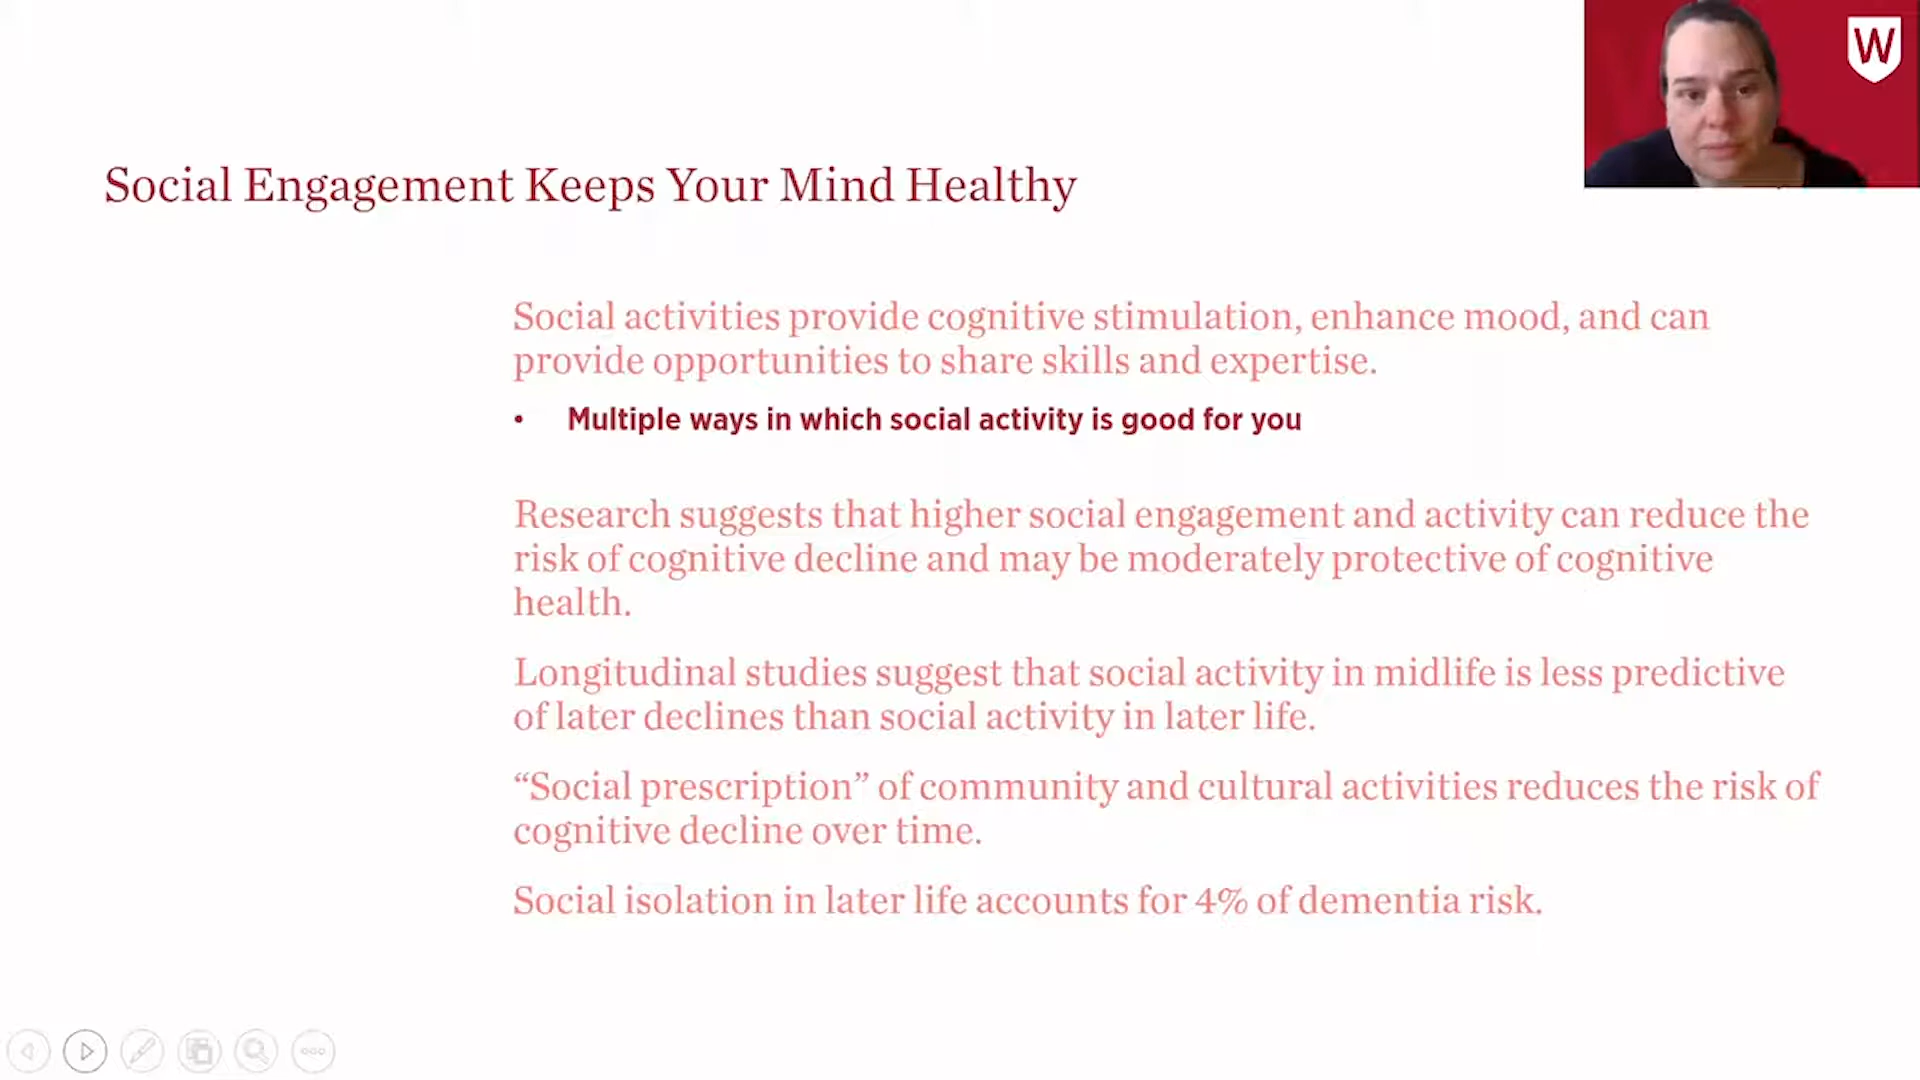 W
Social Engagement Keeps Your Mind Healthy
Social activities provide cognitive stimulation, enhance mood, and can
provide opportunities to share skills and expertise.
• Multiple ways in which social activity is good for you
Research suggests that higher social engagement and activity can reduce the
risk of cognitive decline and may be moderately protective of cognitive
health.
Longitudinal studies suggest that social activity in midlife is less predictive
of later declines than social activity in later life.
“Social prescription” of community and cultural activities reduces the risk of
cognitive decline over time.
Social isolation in later life accounts for 4% of dementia risk.